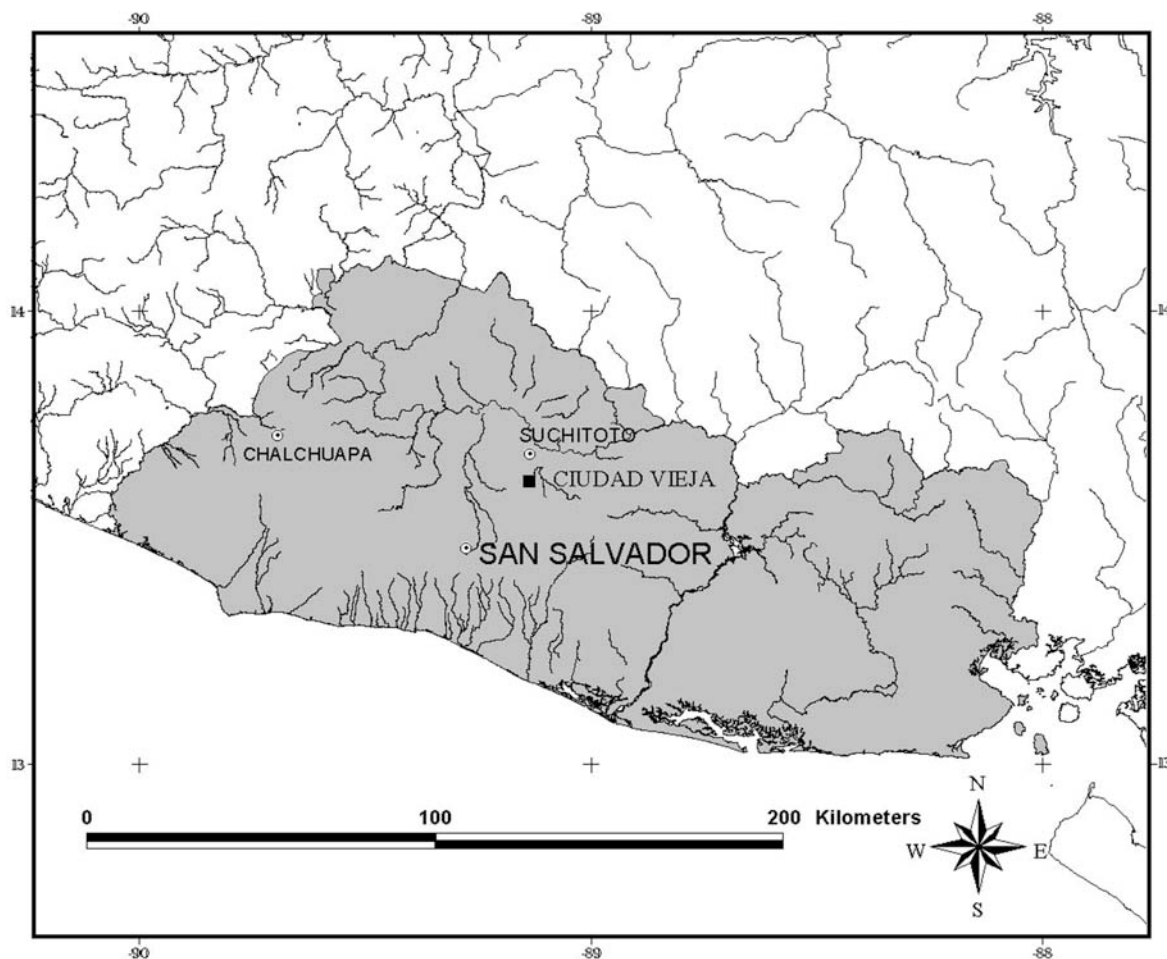 -90 -89 -88
14 14
SUCHITOTO
CHALCHUAPA
CIUDAD VIEJA
SAN SALVADOR
13 13
N
0 100 200 Kilometers
W E
S
-90 -89 -88